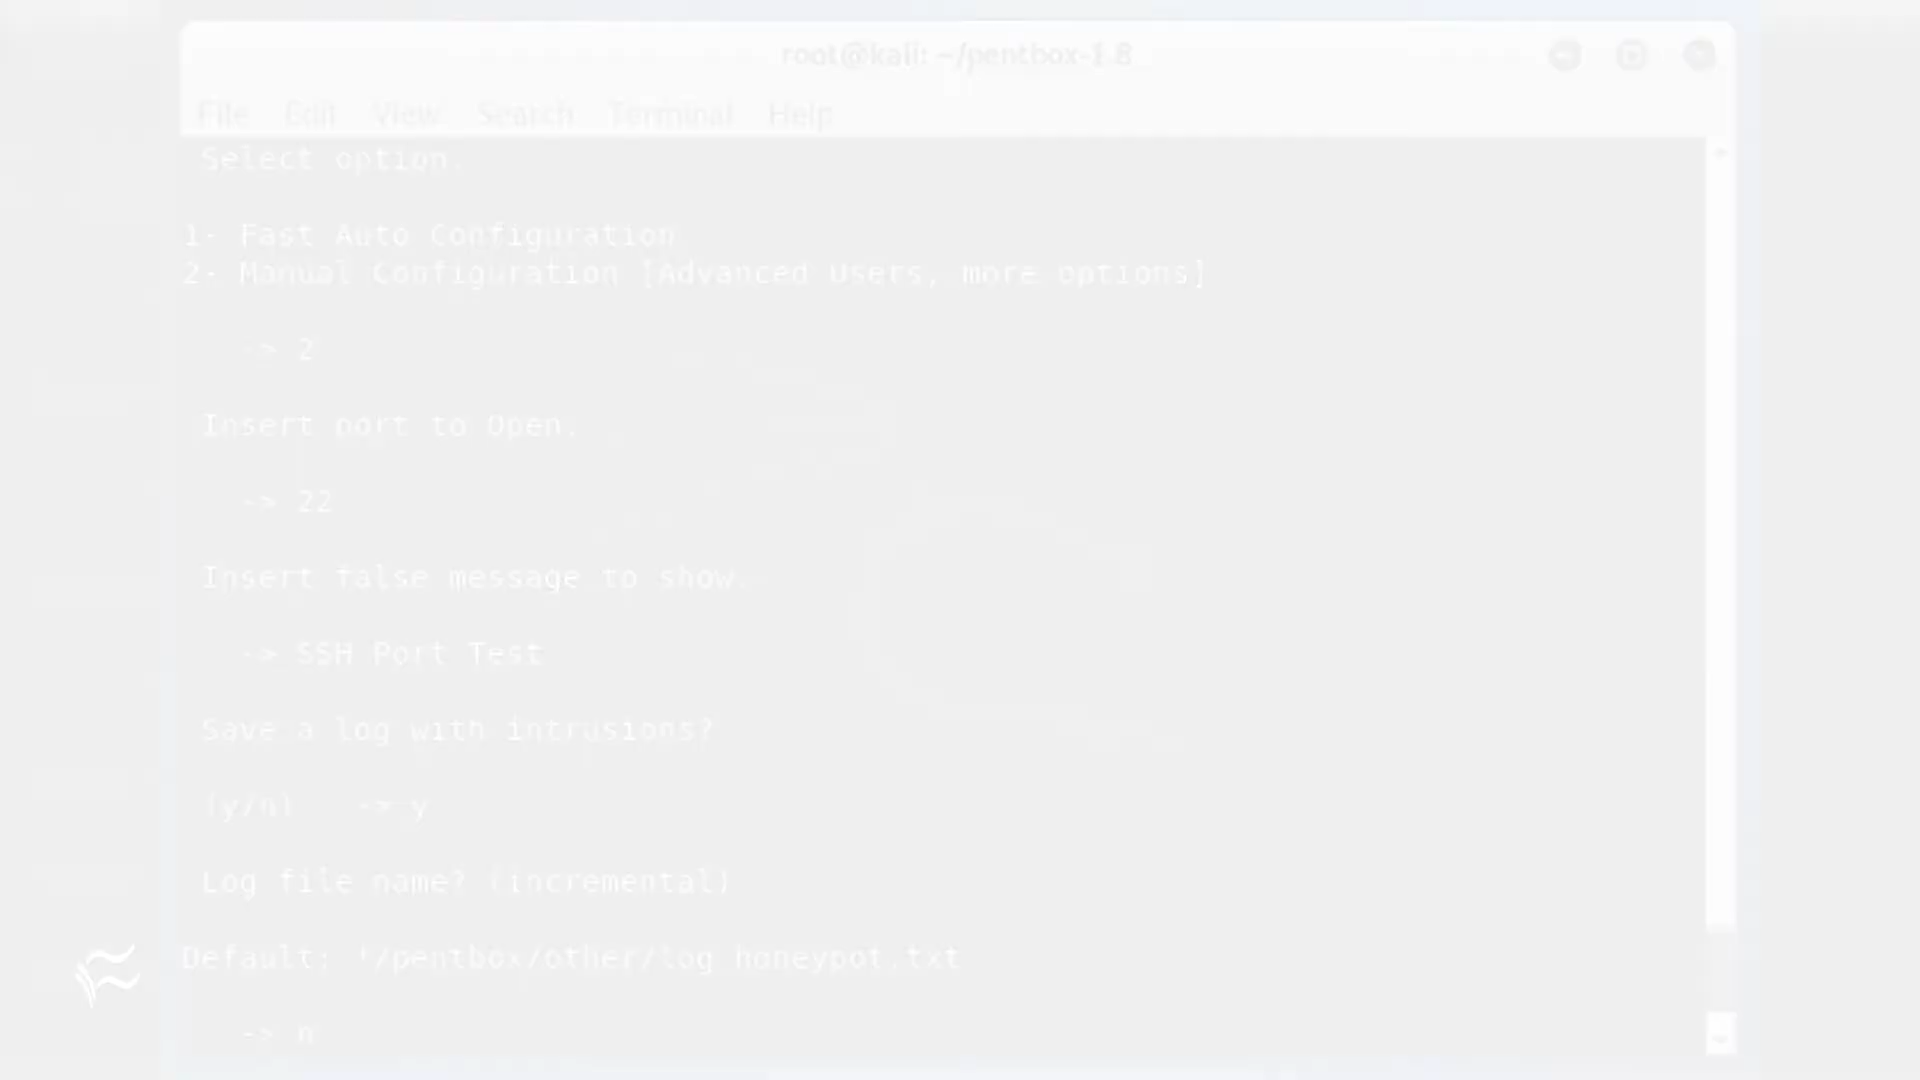 root@kali: ~/pentbox-1.8
File Edit View Search Terminal Help
Select option.
1- Fast Auto Configuration
2- Manual Configuration [Advanced Users, more options]
-> 2
Insert port to Open.
-> 22
Insert false message to show.
-> SSH Port Test
Save a log with intrusions?
(y/n) -> y
Log file name? (incremental)
Default: */pentbox/other/log_honeypot.txt
-> n